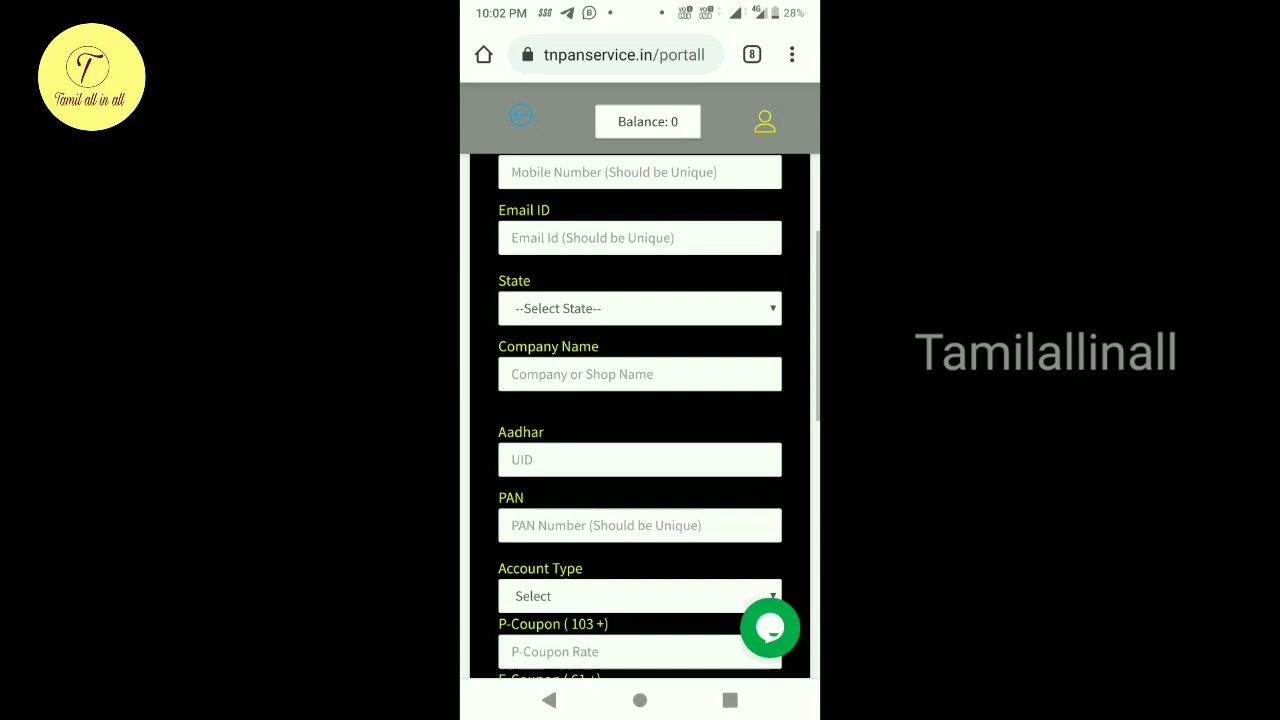 10:02 PM
28%
T
Tamil all in all
tnpanservice.in/portall
8
Balance: 0
Mobile Number (Should be Unique)
Email ID
Email Id (Should be Unique)
State
--Select State--
Company Name
Company or Shop Name
Tamilallinall
Aadhar
UID
PAN
PAN Number (Should be Unique)
Account Type
Select
P-Coupon ( 103 +)
P-Coupon Rate